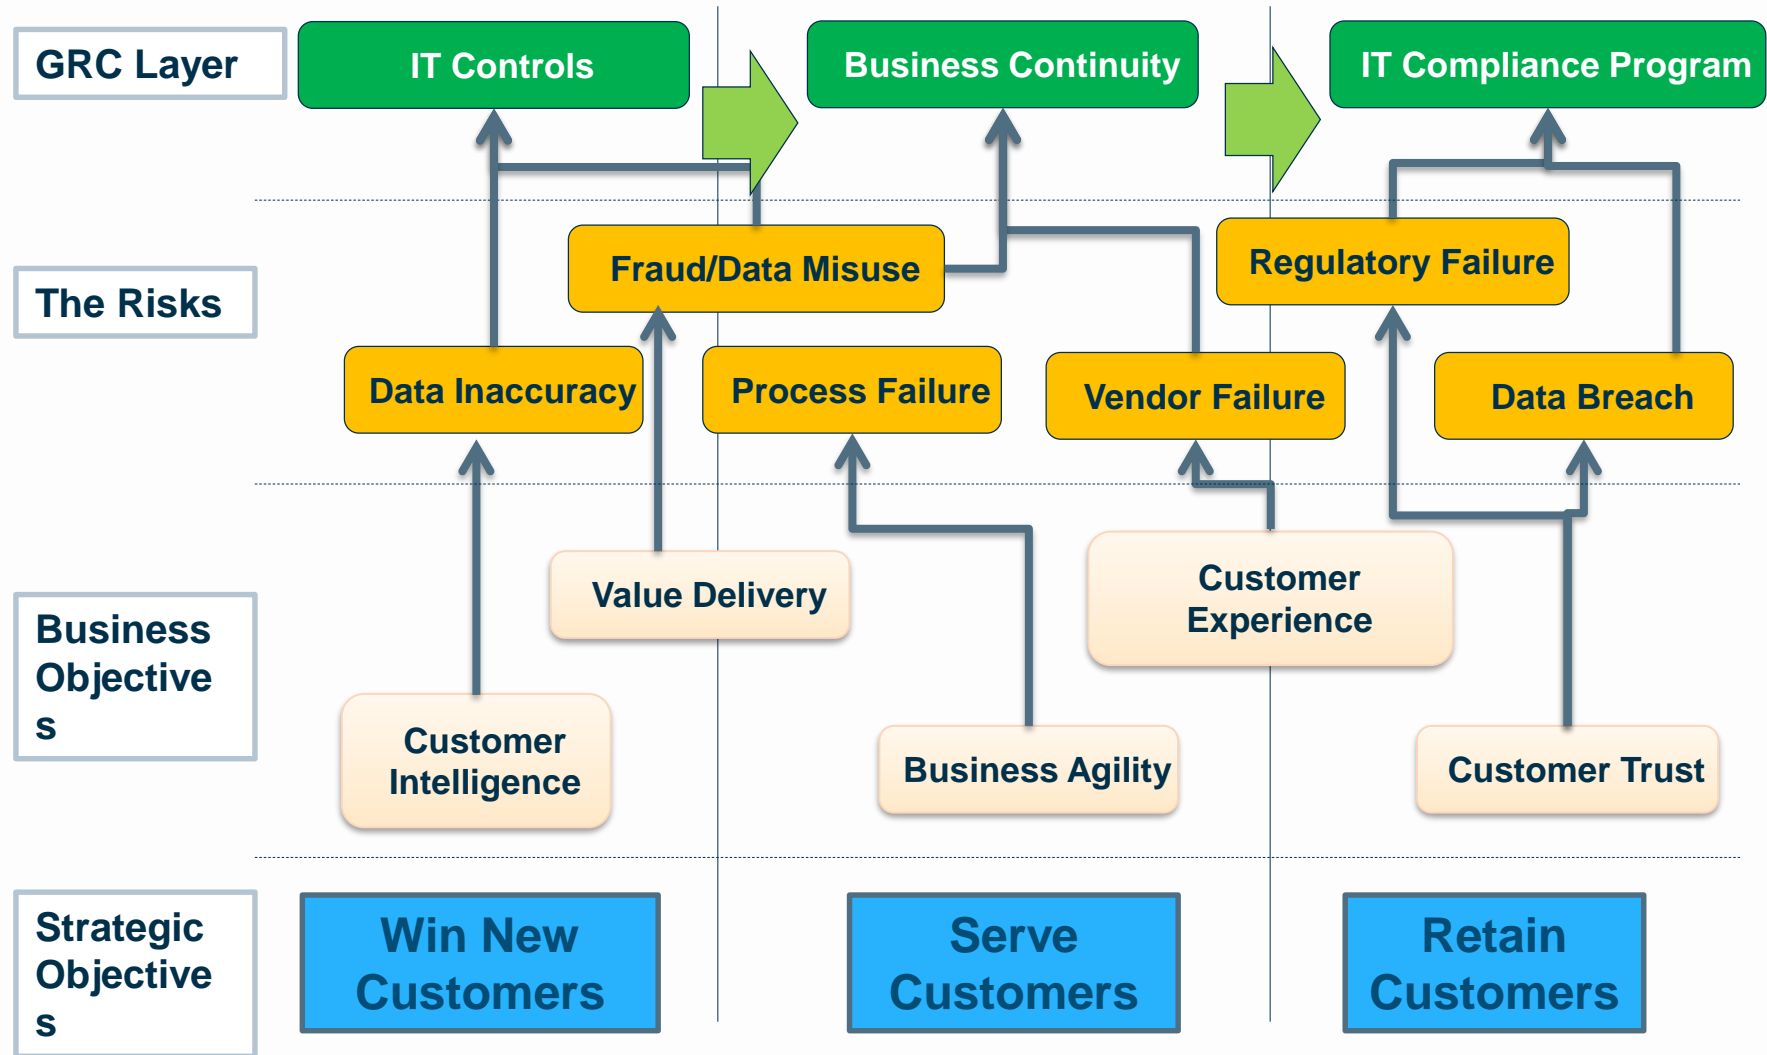 GRC Layer
IT Controls
Business Continuity
IT Compliance Program
The Risks
Fraud/Data Misuse
Regulatory Failure
Data Inaccuracy
Process Failure
Vendor Failure
Data Breach
Business
Objective
s
Value Delivery
Customer
Experience
Customer
Intelligence
Business Agility
Customer Trust
Strategic
Objective
s
Win New
Customers
Serve
Customers
Retain
Customers